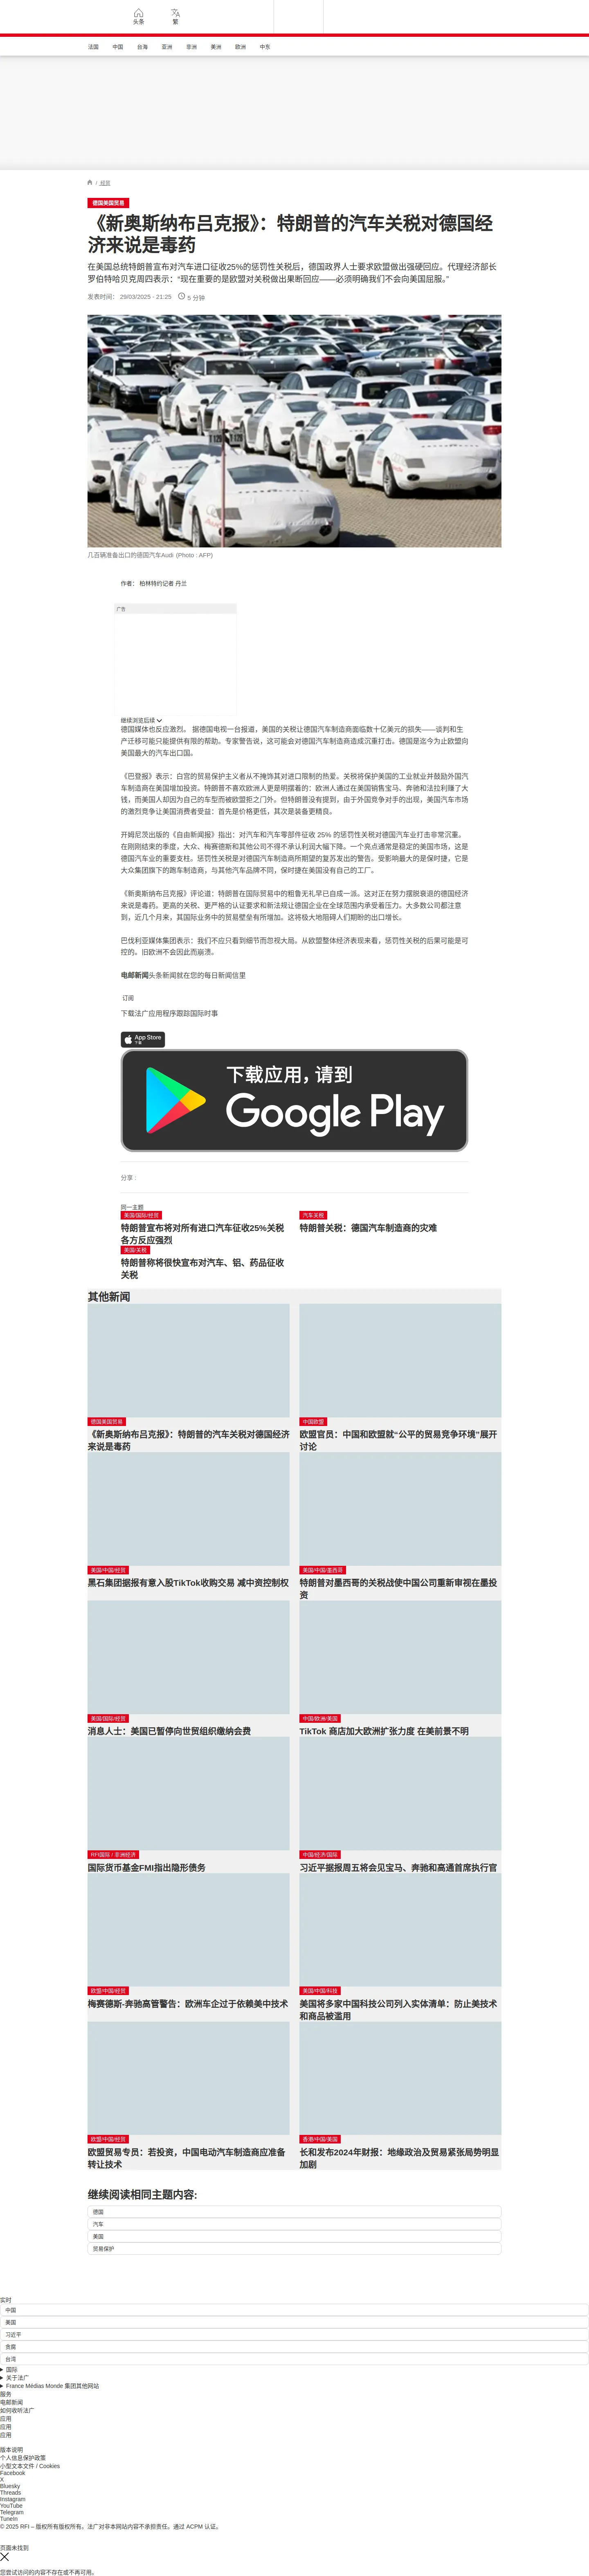 头条
繁
法国
中国
台海
亚洲
非洲
美洲
欧洲
中东
/ 经贸
德国美国贸易
《新奥斯纳布吕克报》：特朗普的汽车关税对德国经
济来说是毒药
在美国总统特朗普宣布对汽车进口征收25%的惩罚性关税后，德国政界人士要求欧盟做出强硬回应。代理经济部长
罗伯特哈贝克周四表示：“现在重要的是欧盟对关税做出果断回应——必须明确我们不会向美国屈服。”
发表时间： 29/03/2025 - 21:25
5 分钟
几百辆准备出口的德国汽车Audi (Photo : AFP)
作者： 柏林特约记者 丹兰
广告
继续浏览后续
德国媒体也反应激烈。 据德国电视一台报道，美国的关税让德国汽车制造商面临数十亿美元的损失——谈判和生
产迁移可能只能提供有限的帮助。专家警告说，这可能会对德国汽车制造商造成沉重打击。德国是迄今为止欧盟向
美国最大的汽车出口国。
《巴登报》表示：白宫的贸易保护主义者从不掩饰其对进口限制的热爱。关税将保护美国的工业就业并鼓励外国汽
车制造商在美国增加投资。特朗普不喜欢欧洲人更是明摆着的：欧洲人通过在美国销售宝马、奔驰和法拉利赚了大
钱，而美国人却因为自己的车型而被欧盟拒之门外。但特朗普没有提到，由于外国竞争对手的出现，美国汽车市场
的激烈竞争让美国消费者受益：首先是价格更低，其次是装备更精良。
开姆尼茨出版的《自由新闻报》指出：对汽车和汽车零部件征收 25% 的惩罚性关税对德国汽车业打击非常沉重。
在刚刚结束的季度，大众、梅赛德斯和其他公司不得不承认利润大幅下降。一个亮点通常是稳定的美国市场，这是
德国汽车业的重要支柱。惩罚性关税是对德国汽车制造商所期望的复苏发出的警告。受影响最大的是保时捷，它是
大众集团旗下的跑车制造商，与其他汽车品牌不同，保时捷在美国没有自己的工厂。
《新奥斯纳布吕克报》评论道：特朗普在国际贸易中的粗鲁无礼早已自成一派。这对正在努力摆脱衰退的德国经济
来说是毒药。更高的关税、更严格的认证要求和新法规让德国企业在全球范围内承受着压力。大多数公司都注意
到，近几个月来，其国际业务中的贸易壁垒有所增加。这将极大地阻碍人们期盼的出口增长。
巴伐利亚媒体集团表示：我们不应只看到细节而忽视大局。从欧盟整体经济表现来看，惩罚性关税的后果可能是可
控的。旧欧洲不会因此而崩溃。
电邮新闻头条新闻就在您的每日新闻信里
订阅
下载法广应用程序跟踪国际时事
App Store
下载
下载应用，请到
Google Play
分享 :
同一主题
美国/国际/经贸
特朗普宣布将对所有进口汽车征收25%关税
各方反应强烈
汽车关税
特朗普关税：德国汽车制造商的灾难
美国/关税
特朗普称将很快宣布对汽车、铝、药品征收
关税
其他新闻
德国美国贸易
《新奥斯纳布吕克报》：特朗普的汽车关税对德国经济
来说是毒药
中国欧盟
欧盟官员：中国和欧盟就“公平的贸易竞争环境”展开
讨论
美国/中国/经贸
黑石集团据报有意入股TikTok收购交易 减中资控制权
美国/中国/墨西哥
特朗普对墨西哥的关税战使中国公司重新审视在墨投
资
美国/国际/经贸
消息人士：美国已暂停向世贸组织缴纳会费
中国/欧洲/美国
TikTok 商店加大欧洲扩张力度 在美前景不明
RFI国际 / 非洲经济
国际货币基金FMI指出隐形债务
中国/经济/国际
习近平据报周五将会见宝马、奔驰和高通首席执行官
欧盟/中国/经贸
梅赛德斯-奔驰高管警告：欧洲车企过于依赖美中技术
美国/中国/科技
美国将多家中国科技公司列入实体清单：防止美技术
和商品被滥用
欧盟/中国/经贸
欧盟贸易专员：若投资，中国电动汽车制造商应准备
转让技术
香港/中国/美国
长和发布2024年财报：地缘政治及贸易紧张局势明显
加剧
继续阅读相同主题内容:
德国
汽车
美国
贸易保护
实时
中国
美国
习近平
贪腐
台湾
国际
关于法广
France Médias Monde 集团其他网站
服务
电邮新闻
如何收听法广
应用
应用
应用
版本说明
个人信息保护政策
小型文本文件 / Cookies
Facebook
X
Bluesky
Threads
Instagram
YouTube
Telegram
TuneIn
© 2025 RFI – 版权所有版权所有。法广对非本网站内容不承担责任。通过 ACPM 认证。
页面未找到
您尝试访问的内容不存在或不再可用。